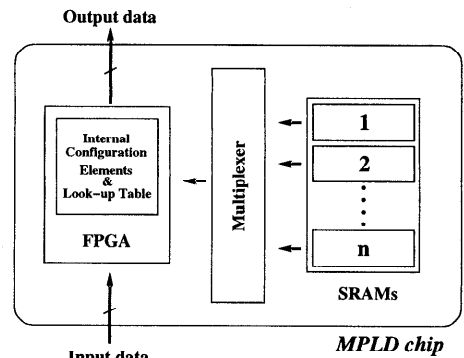 Output data
Internal
Configuration
Elements
&
Look-up Table
FPGA
Multiplexer
1
2
n
SRAMs
MPLD chip
Input data